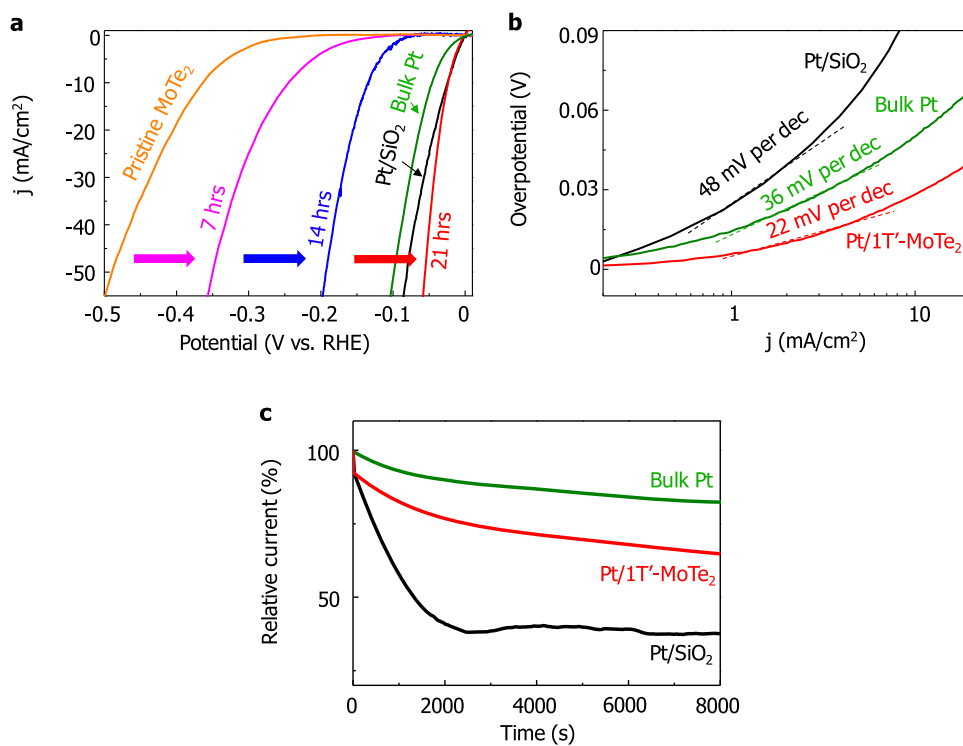 a
j (mA/cm²)
0
-10
-20
-30
-40
-50
-0.5
-0.4
-0.3
-0.2
-0.1
0
Potential (V vs. RHE)
Pristine MoTe₂
7 hrs
14 hrs
Bulk Pt
Pt/SiO₂
21 hrs
b
Overpotential (V)
0.09
0.06
0.03
0
1
10
j (mA/cm²)
Pt/SiO₂
Bulk Pt
48 mV per dec
36 mV per dec
22 mV per dec
Pt/1T′-MoTe₂
c
Relative current (%)
100
50
0
2000
4000
6000
8000
Time (s)
Bulk Pt
Pt/1T′-MoTe₂
Pt/SiO₂